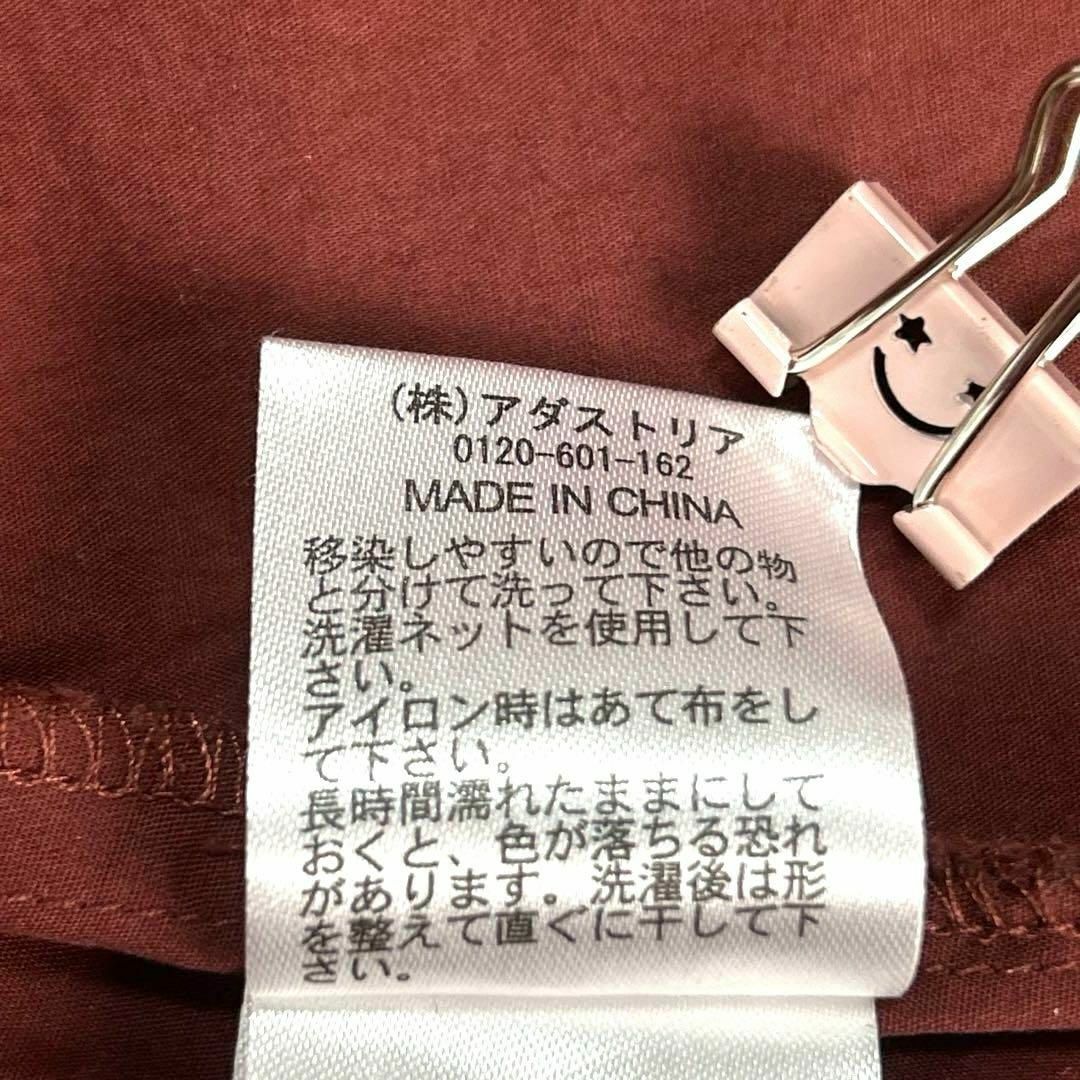 (株)アダストリア
0120-601-162
MADE IN CHINA
移染しやすいので他の物
と分けて洗って下さい。
洗濯ネットを使用して下
さい。
アイロン時はあて布をし
て下さい。
長時間濡れたままにして
おくと、色が落ちる恐れ
があります。洗濯後は形
を整えて直ぐに干して下
さい。